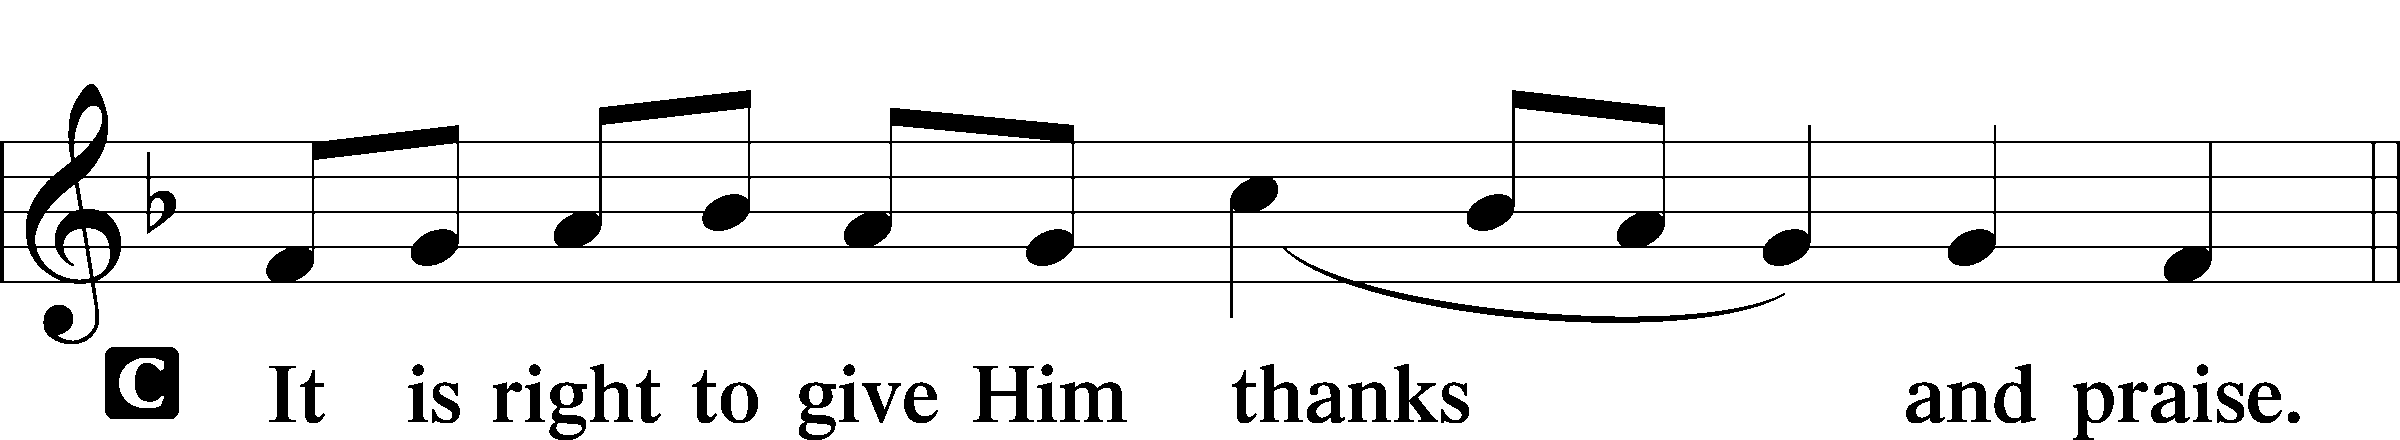 C It is right to give Him thanks and praise.